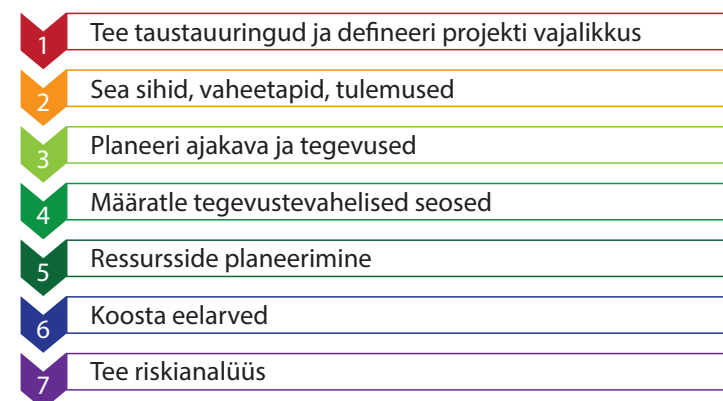 1 Tee taustauuringud ja defineeri projekti vajalikkus
2 Sea sihid, vaheetapid, tulemused
3 Planeeri ajakava ja tegevused
4 Määratle tegevustevahelised seosed
5 Ressursside planeerimine
6 Koosta eelarved
7 Tee riskianalüüs